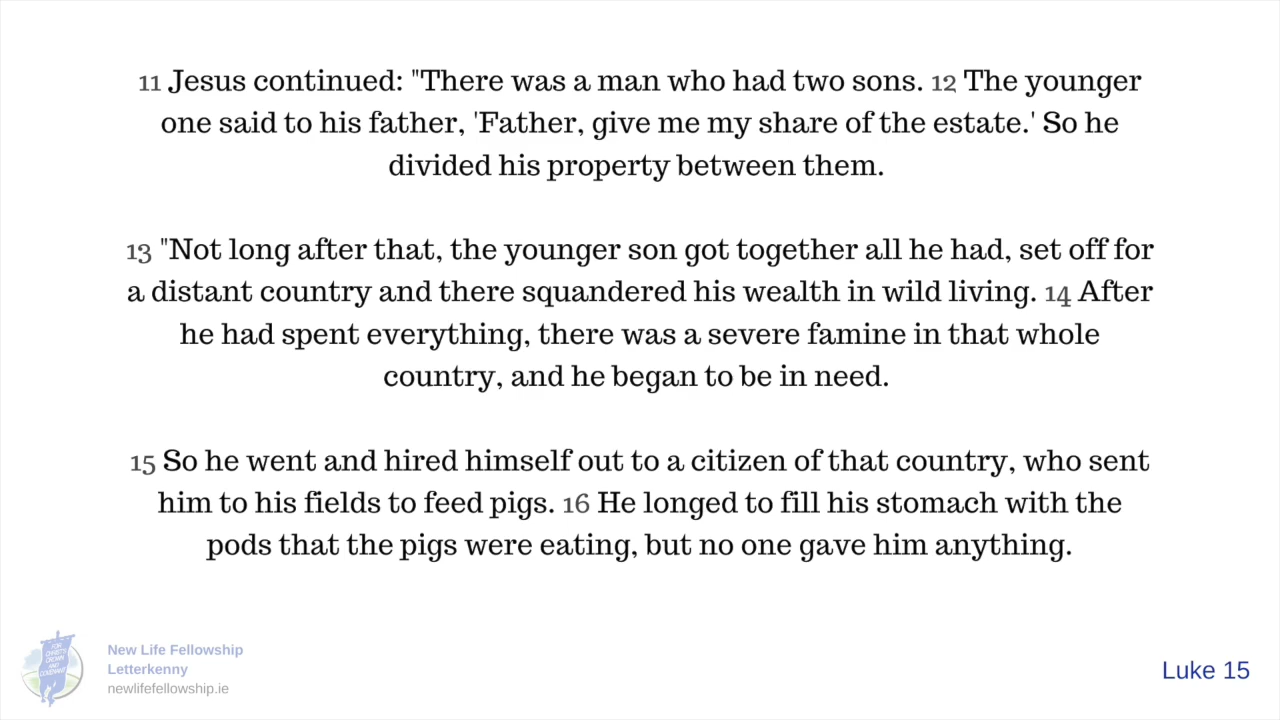 11 Jesus continued: "There was a man who had two sons. 12 The younger
one said to his father, 'Father, give me my share of the estate.' So he
divided his property between them.
13 "Not long after that, the younger son got together all he had, set off for
a distant country and there squandered his wealth in wild living. 14 After
he had spent everything, there was a severe famine in that whole
country, and he began to be in need.
15 So he went and hired himself out to a citizen of that country, who sent
him to his fields to feed pigs. 16 He longed to fill his stomach with the
pods that the pigs were eating, but no one gave him anything.
FOR
CHRIST'S
CROWN
AND
COVENANT
New Life Fellowship
Letterkenny
newlifefellowship.ie
Luke 15